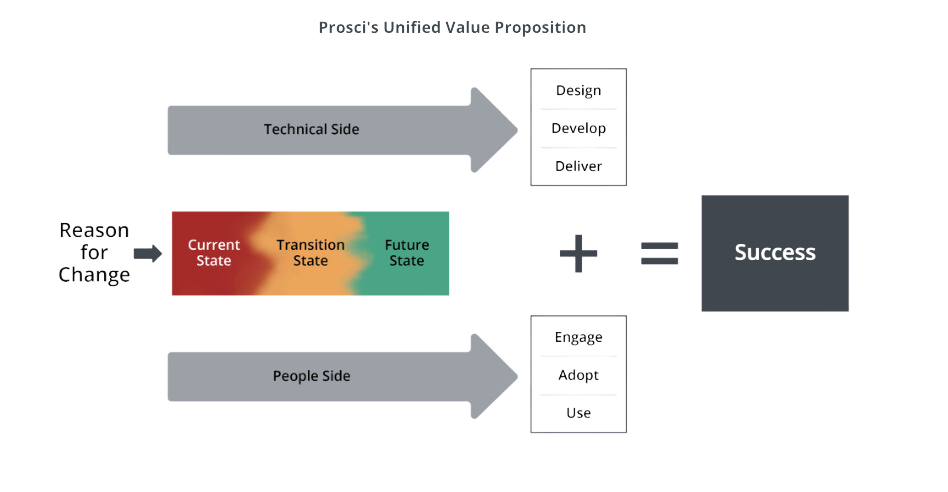 Prosci's Unified Value Proposition
Technical Side
Design
Develop
Deliver
Reason
for
Change
Current
State
Transition
State
Future
State
+
=
Success
People Side
Engage
Adopt
Use